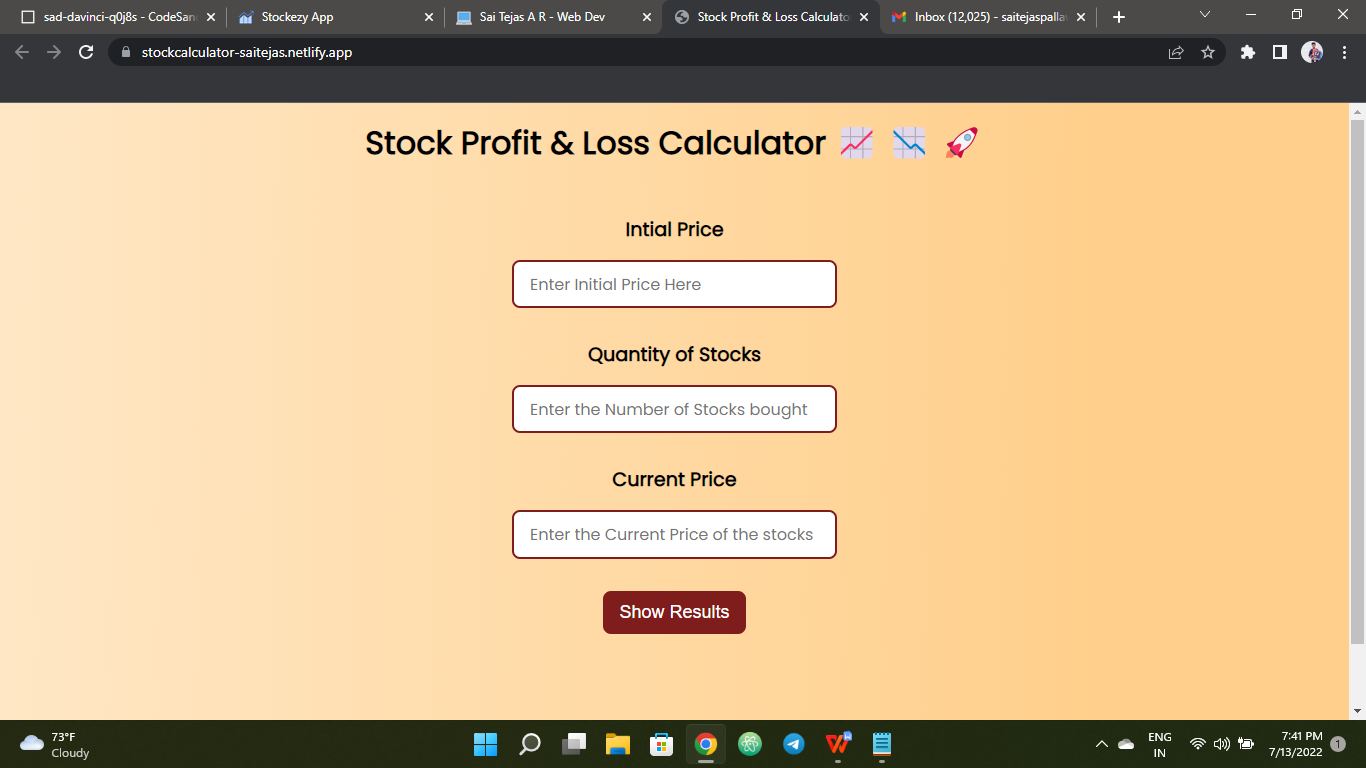 sad-davinci-q0j8s - CodeSan
Stockezy App
Sai Tejas A R - Web Dev
Stock Profit & Loss Calculato
Inbox (12,025) - saitejaspalla
stockcalculator-saitejas.netlify.app
Stock Profit & Loss Calculator
Intial Price
Enter Initial Price Here
Quantity of Stocks
Enter the Number of Stocks bought
Current Price
Enter the Current Price of the stocks
Show Results
73°F
Cloudy
ENG
IN
7:41 PM
7/13/2022
1